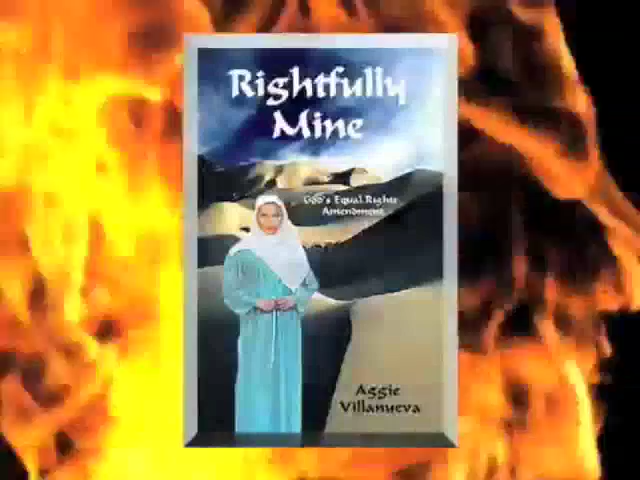 Rightfully
Mine
God's Equal Rights
Amendment
Aggie
Villanueva